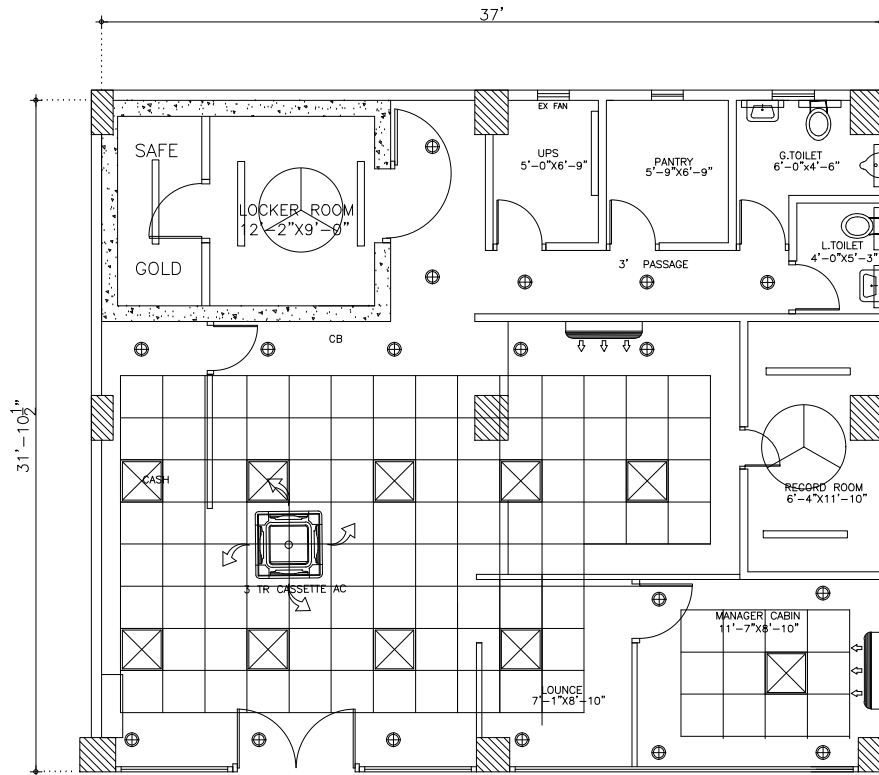 37'
EX FAN
SAFE
UPS
5'-0"X6'-9"
PANTRY
5'-9"X6'-9"
G.TOILET
6'-0"x4'-6"
LOCKER ROOM
12'-2"X9'-0"
L.TOILET
4'-0"X5'-3"
GOLD
3' PASSAGE
CB
31'-10 1/2"
CASH
RECORD ROOM
6'-4"X11'-10"
3 TR CASSETTE AC
MANAGER CABIN
11'-7"X8'-10"
LOUNCE
7'-1"X8'-10"